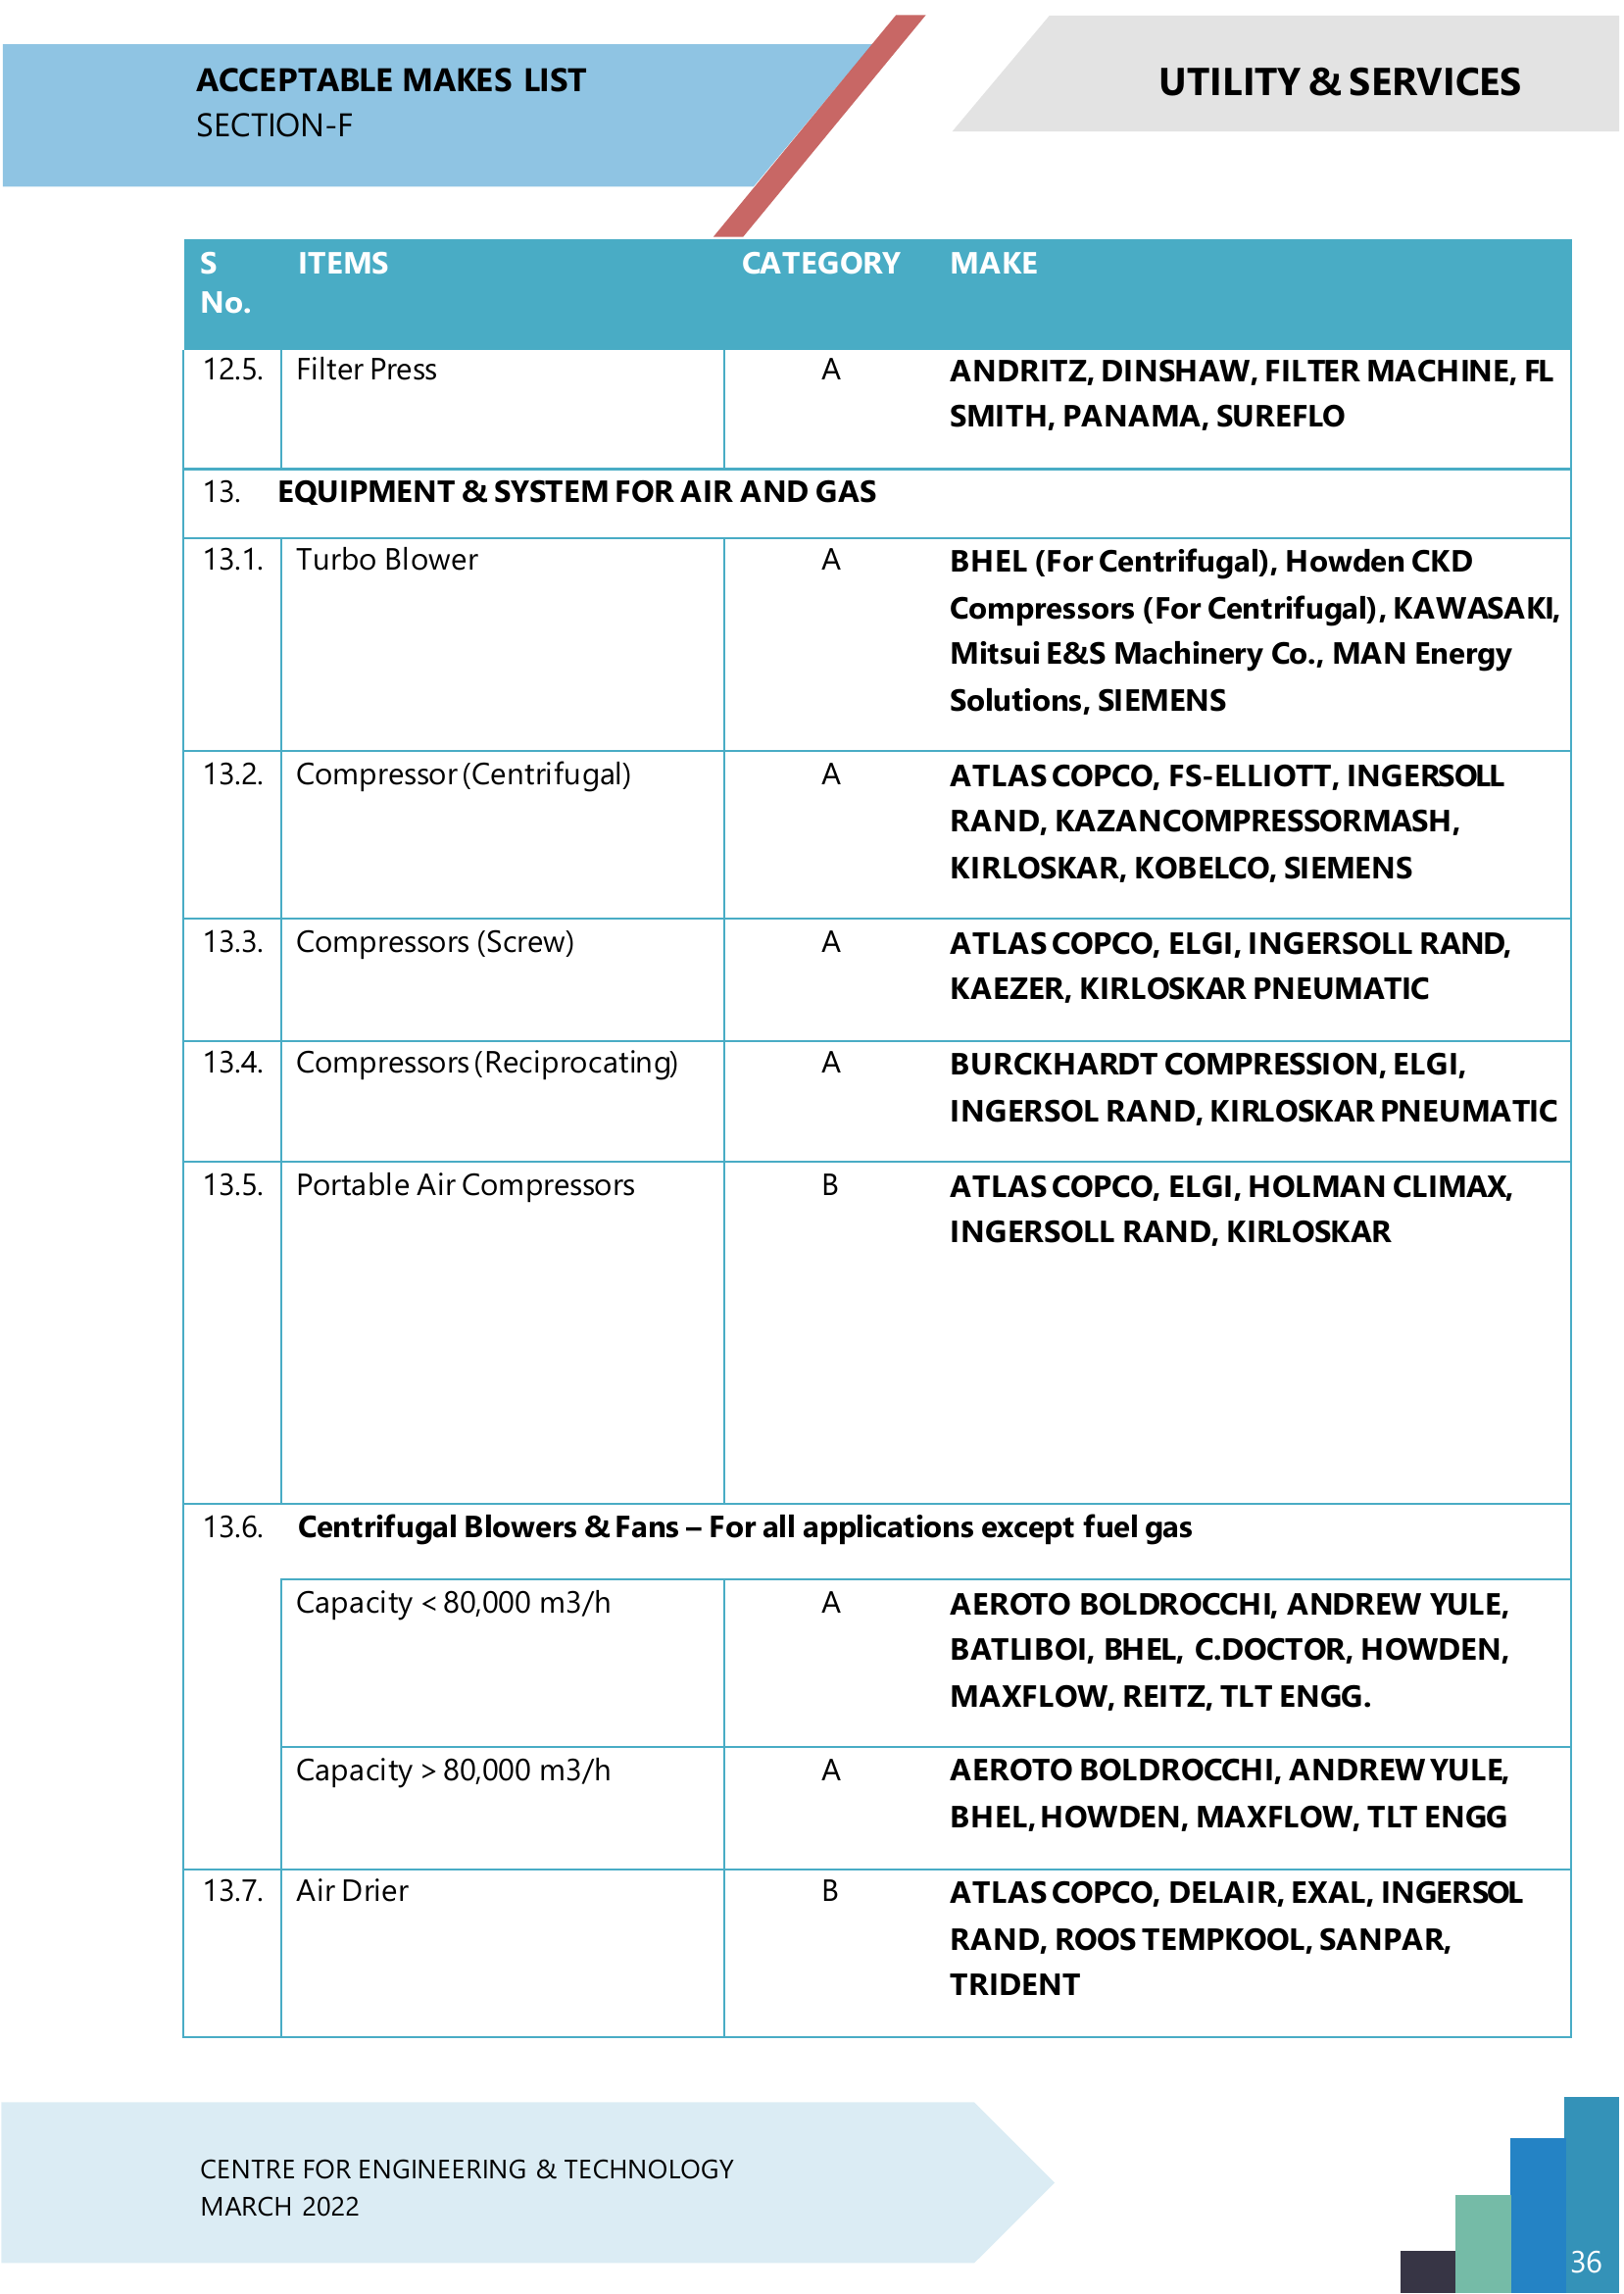 ACCEPTABLE MAKES LIST
SECTION-F
UTILITY & SERVICES
S No. ITEMS CATEGORY MAKE
12.5. Filter Press A ANDRITZ, DINSHAW, FILTER MACHINE, FL
SMITH, PANAMA, SUREFLO
13. EQUIPMENT & SYSTEM FOR AIR AND GAS
13.1. Turbo Blower A BHEL (For Centrifugal), Howden CKD
Compressors (For Centrifugal), KAWASAKI,
Mitsui E&S Machinery Co., MAN Energy
Solutions, SIEMENS
13.2. Compressor (Centrifugal) A ATLAS COPCO, FS-ELLIOTT, INGERSOLL
RAND, KAZANCOMPRESSORMASH,
KIRLOSKAR, KOBELCO, SIEMENS
13.3. Compressors (Screw) A ATLAS COPCO, ELGI, INGERSOLL RAND,
KAEZER, KIRLOSKAR PNEUMATIC
13.4. Compressors (Reciprocating) A BURCKHARDT COMPRESSION, ELGI,
INGERSOL RAND, KIRLOSKAR PNEUMATIC
13.5. Portable Air Compressors B ATLAS COPCO, ELGI, HOLMAN CLIMAX,
INGERSOLL RAND, KIRLOSKAR
13.6. Centrifugal Blowers & Fans – For all applications except fuel gas
Capacity < 80,000 m3/h A AEROTO BOLDROCCHI, ANDREW YULE,
BATLIBOI, BHEL, C.DOCTOR, HOWDEN,
MAXFLOW, REITZ, TLT ENGG.
Capacity > 80,000 m3/h A AEROTO BOLDROCCHI, ANDREW YULE,
BHEL, HOWDEN, MAXFLOW, TLT ENGG
13.7. Air Drier B ATLAS COPCO, DELAIR, EXAL, INGERSOL
RAND, ROOS TEMPKOOL, SANPAR,
TRIDENT
CENTRE FOR ENGINEERING & TECHNOLOGY
MARCH 2022
36